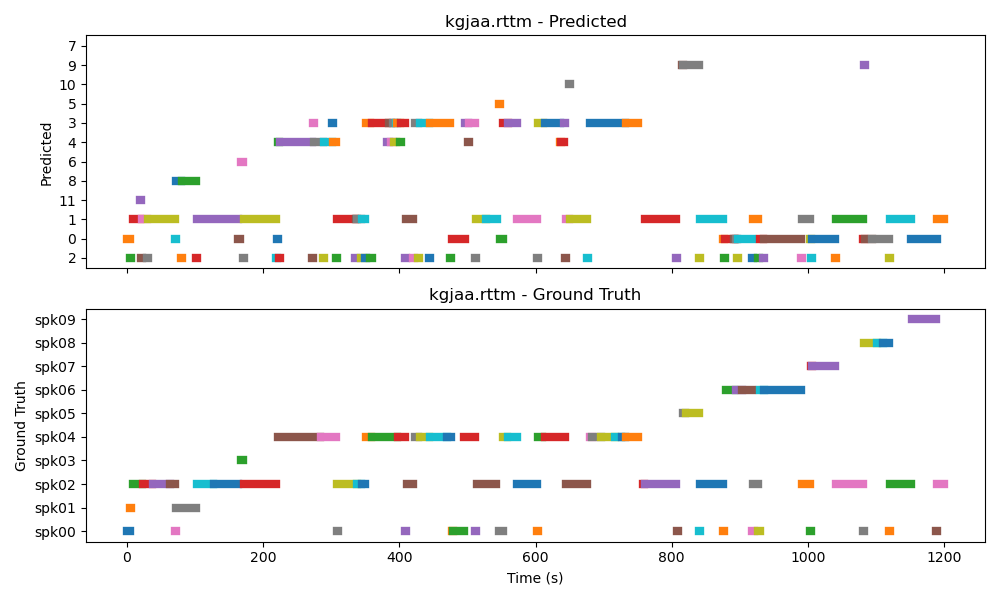 kgjaa.rttm - Predicted
Predicted
7
9
10
5
3
4
6
8
11
1
0
2
kgjaa.rttm - Ground Truth
Ground Truth
spk09
spk08
spk07
spk06
spk05
spk04
spk03
spk02
spk01
spk00
0
200
400
600
800
1000
1200
Time (s)